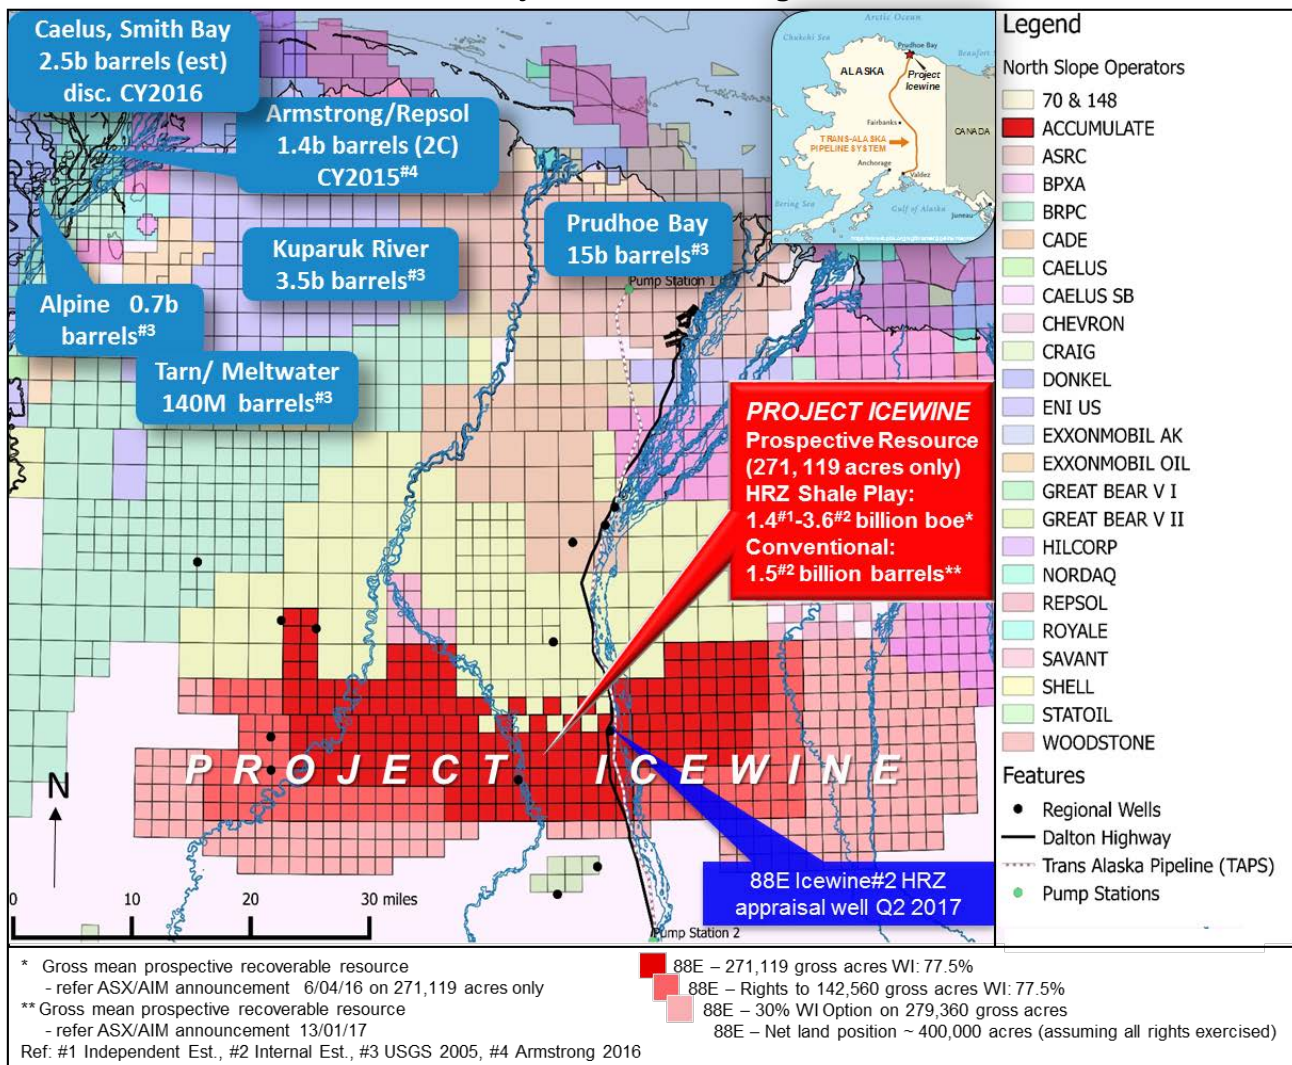 Caelus, Smith Bay
2.5b barrels (est)
disc. CY2016
Armstrong/Repsol
1.4b barrels (2C)
CY2015#4
Kuparuk River
3.5b barrels#3
Prudhoe Bay
15b barrels#3
Pump Station 1
Alpine 0.7b
barrels#3
Tarn/ Meltwater
140M barrels#3
PROJECT ICEWINE
Prospective Resource
(271, 119 acres only)
HRZ Shale Play:
1.4#1-3.6#2 billion boe*
Conventional:
1.5#2 billion barrels**
PROJECT ICEWINE
88E Icewine#2 HRZ
appraisal well Q2 2017
Pump Station 2
N
0 10 20 30 miles
Arctic Ocean
Chukchi Sea
Beaufort
Prudhoe Bay
Project
Icewine
ALASKA
Fairbanks
CANADA
TRANS-ALASKA
PIPELINE SYSTEM
Anchorage
Valdez
Bering Sea
Gulf of Alaska
Juneau
Legend
North Slope Operators
70 & 148
ACCUMULATE
ASRC
BPXA
BRPC
CADE
CAELUS
CAELUS SB
CHEVRON
CRAIG
DONKEL
ENI US
EXXONMOBIL AK
EXXONMOBIL OIL
GREAT BEAR V I
GREAT BEAR V II
HILCORP
NORDAQ
REPSOL
ROYALE
SAVANT
SHELL
STATOIL
WOODSTONE
Features
Regional Wells
Dalton Highway
Trans Alaska Pipeline (TAPS)
Pump Stations
* Gross mean prospective recoverable resource
- refer ASX/AIM announcement 6/04/16 on 271,119 acres only
** Gross mean prospective recoverable resource
- refer ASX/AIM announcement 13/01/17
Ref: #1 Independent Est., #2 Internal Est., #3 USGS 2005, #4 Armstrong 2016
88E – 271,119 gross acres WI: 77.5%
88E – Rights to 142,560 gross acres WI: 77.5%
88E – 30% WI Option on 279,360 gross acres
88E – Net land position ~ 400,000 acres (assuming all rights exercised)